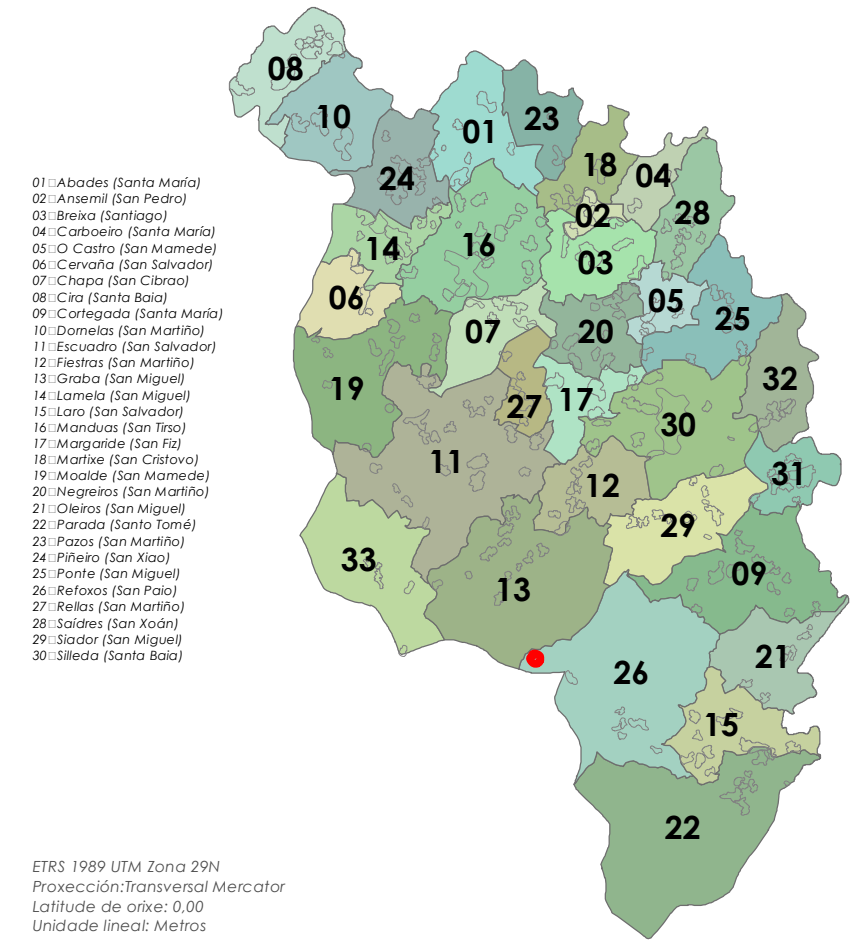 08
10
01
23
24
18
04
02
28
14
16
03
06
05
25
07
20
32
19
27
17
30
11
31
12
29
33
13
09
26
21
15
22
01□Abades (Santa María)
02□Ansemil (San Pedro)
03□Breixa (Santiago)
04□Carboeiro (Santa María)
05□O Castro (San Mamede)
06□Cervaña (San Salvador)
07□Chapa (San Cibrao)
08□Cira (Santa Baia)
09□Cortegada (Santa María)
10□Dornelas (San Martiño)
11□Escuadro (San Salvador)
12□Fiestras (San Martiño)
13□Graba (San Miguel)
14□Lamela (San Miguel)
15□Laro (San Salvador)
16□Manduas (San Tirso)
17□Margaride (San Fiz)
18□Martixe (San Cristovo)
19□Moalde (San Mamede)
20□Negreiros (San Martiño)
21□Oleiros (San Miguel)
22□Parada (Santo Tomé)
23□Pazos (San Martiño)
24□Piñeiro (San Xiao)
25□Ponte (San Miguel)
26□Refoxos (San Paio)
27□Rellas (San Martiño)
28□Saídres (San Xoán)
29□Siador (San Miguel)
30□Silleda (Santa Baia)
ETRS 1989 UTM Zona 29N
Proxección:Transversal Mercator
Latitude de orixe: 0,00
Unidade lineal: Metros